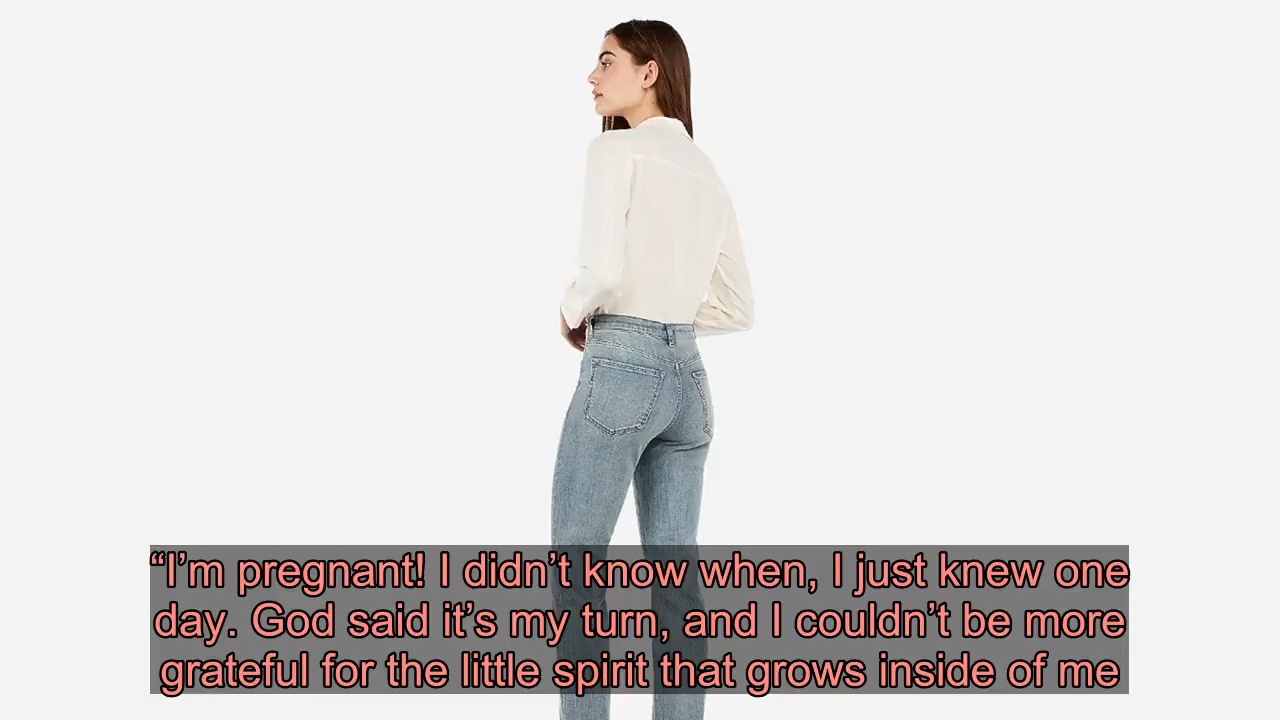 “I’m pregnant! I didn’t know when, I just knew one
day. God said it’s my turn, and I couldn’t be more
grateful for the little spirit that grows inside of me